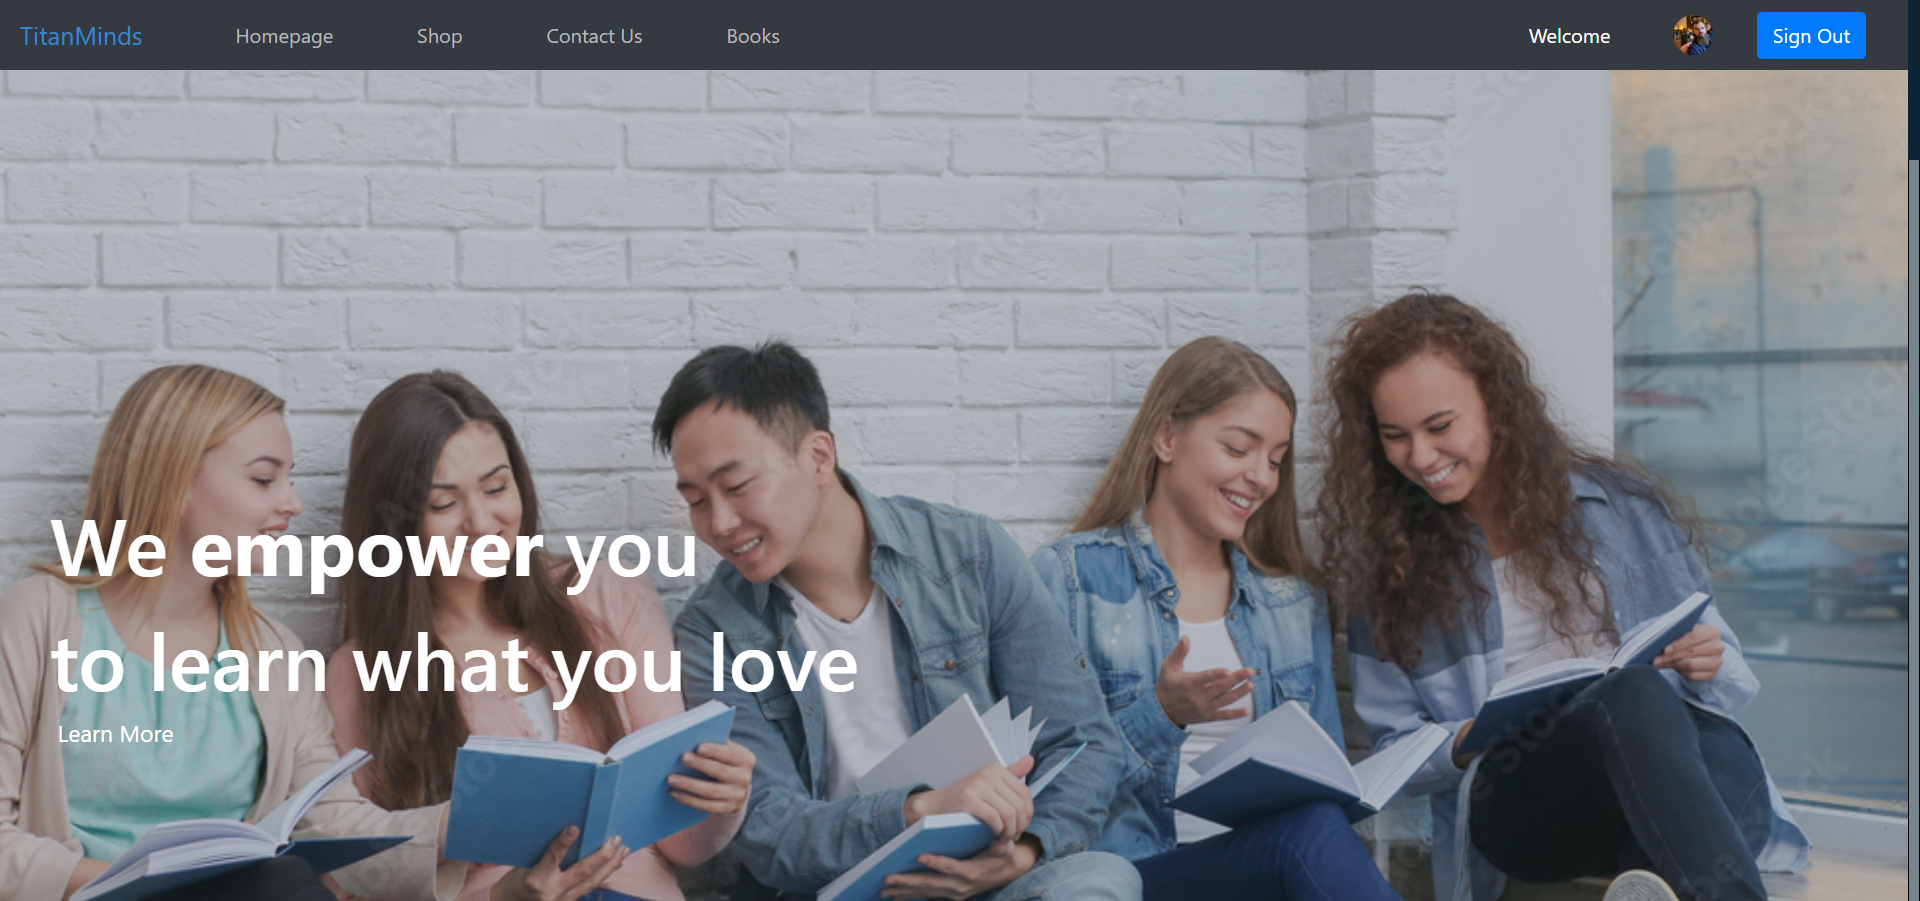 TitanMinds Homepage Shop Contact Us Books Welcome Sign Out
We empower you
to learn what you love
Learn More